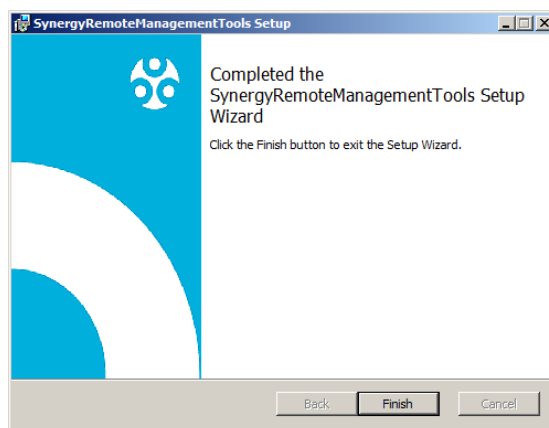 SynergyRemoteManagementTools Setup
Completed the
SynergyRemoteManagementTools Setup
Wizard
Click the Finish button to exit the Setup Wizard.
Back
Finish
Cancel